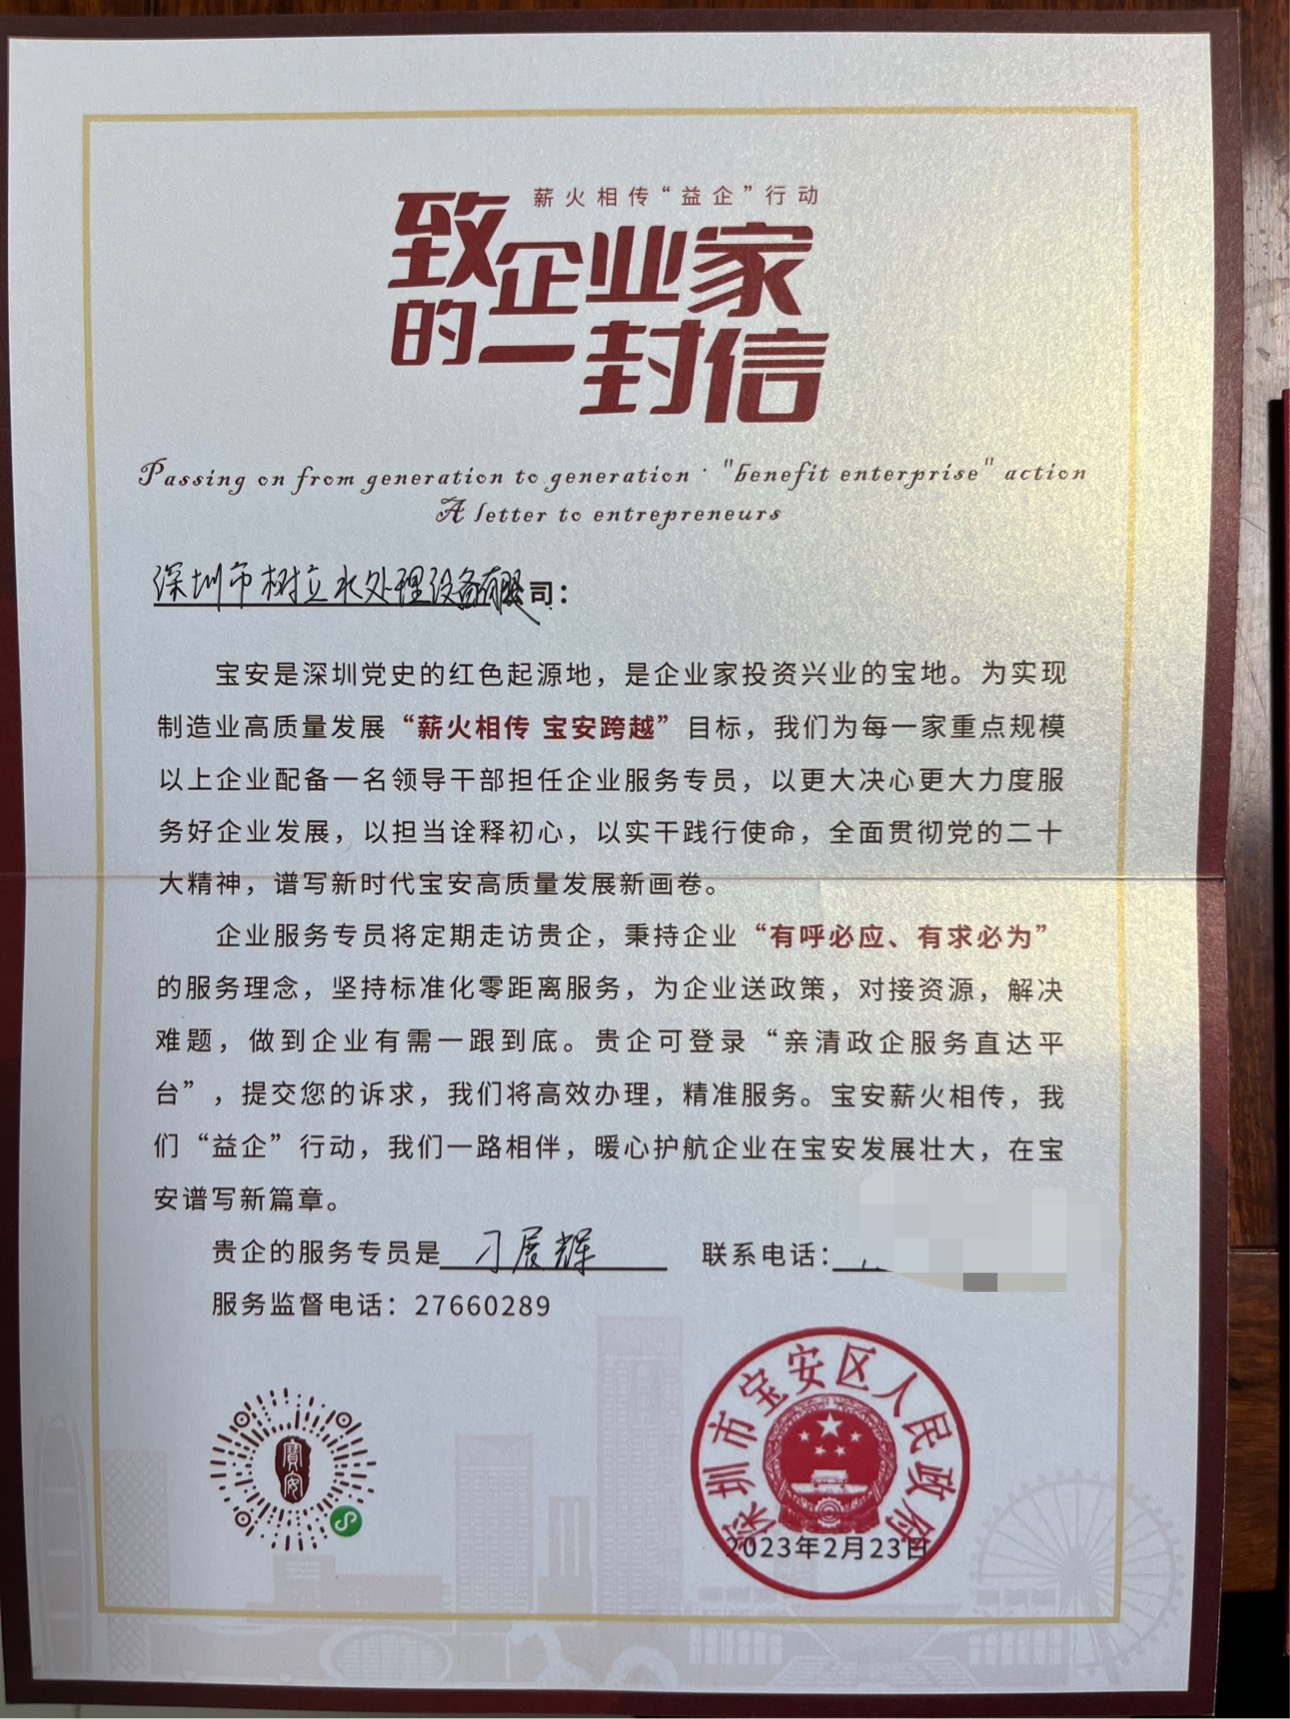 薪火相传“益企”行动
致企业家
的一封信
Passing on from generation to generation · "benefit enterprise" action
A letter to entrepreneurs
深圳市树立水处理设备有限公司：
宝安是深圳党史的红色起源地，是企业家投资兴业的宝地。为实现
制造业高质量发展“薪火相传 宝安跨越”目标，我们为每一家重点规模
以上企业配备一名领导干部担任企业服务专员，以更大决心更大力度服
务好企业发展，以担当诠释初心，以实干践行使命，全面贯彻党的二十
大精神，谱写新时代宝安高质量发展新画卷。
企业服务专员将定期走访贵企，秉持企业“有呼必应、有求必为”
的服务理念，坚持标准化零距离服务，为企业送政策，对接资源，解决
难题，做到企业有需一跟到底。贵企可登录“亲清政企服务直达平
台”，提交您的诉求，我们将高效办理，精准服务。宝安薪火相传，我
们“益企”行动，我们一路相伴，暖心护航企业在宝安发展壮大，在宝
安谱写新篇章。
贵企的服务专员是刁展辉 联系电话：
服务监督电话：27660289
寶安
深圳市宝安区人民政府
2023年2月23日